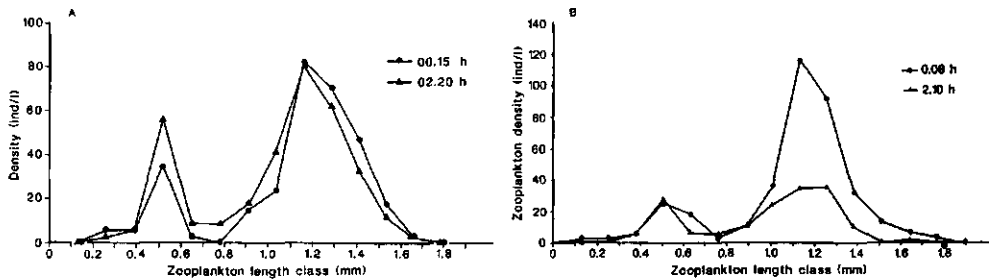 A
100
80
60
40
20
0
Density (ind/l)
00.15 h
02.20 h
0 0.2 0.4 0.6 0.8 1.0 1.2 1.4 1.6 1.8
Zooplankton length class (mm)
B
140
120
100
80
60
40
20
0
Zooplankton density (ind/l)
0.08 h
2.10 h
0 0.2 0.4 0.6 0.8 1.0 1.2 1.4 1.6 1.8
Zooplankton length class (mm)